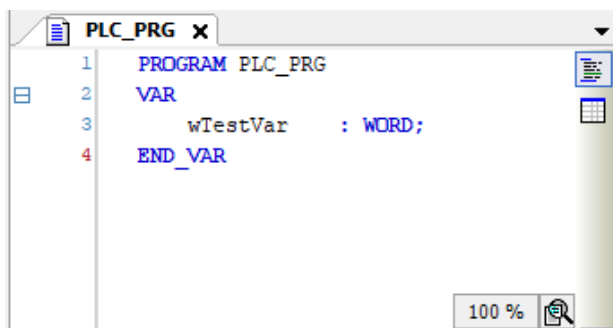 PLC_PRG X
1 PROGRAM PLC_PRG
2 VAR
3 wTestVar : WORD;
4 END_VAR
100 %